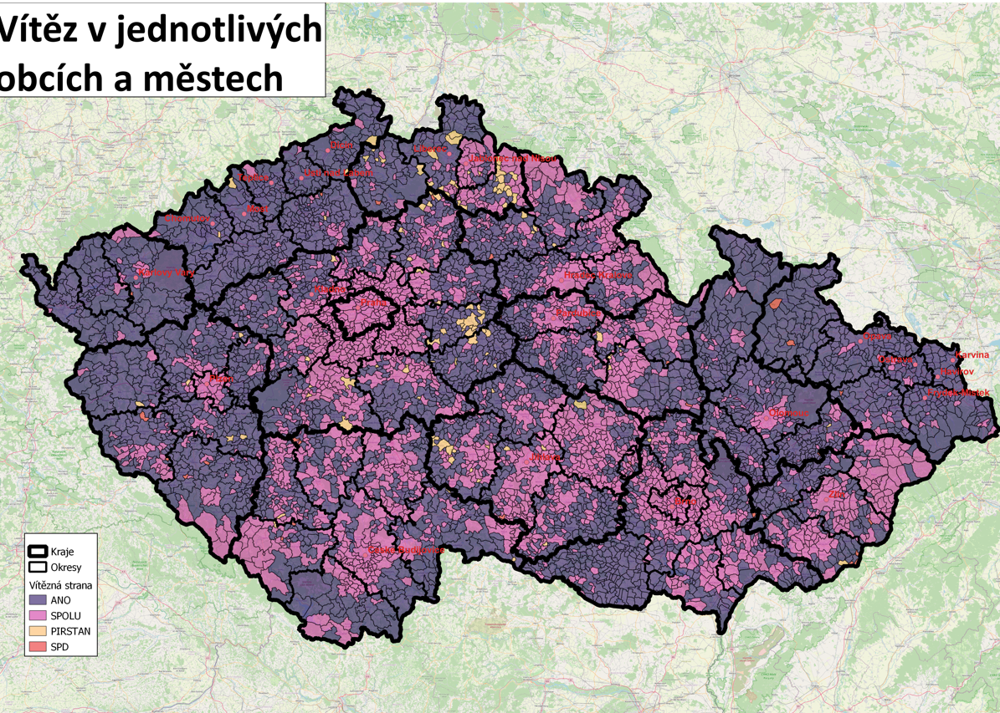 Vítěz v jednotlivých
obcích a městech
Děčín
Liberec
Jablonec nad Nisou
Teplice
Ústí nad Labem
Most
Chomutov
Karlovy Vary
Hradec Králové
Kladno
Praha
Pardubice
Opava
Karviná
Ostrava
Havířov
Plzeň
Frýdek-Místek
Olomouc
Jihlava
Zlín
Brno
České Budějovice
Kraje
Okresy
Vítězná strana
ANO
SPOLU
PIRSTAN
SPD